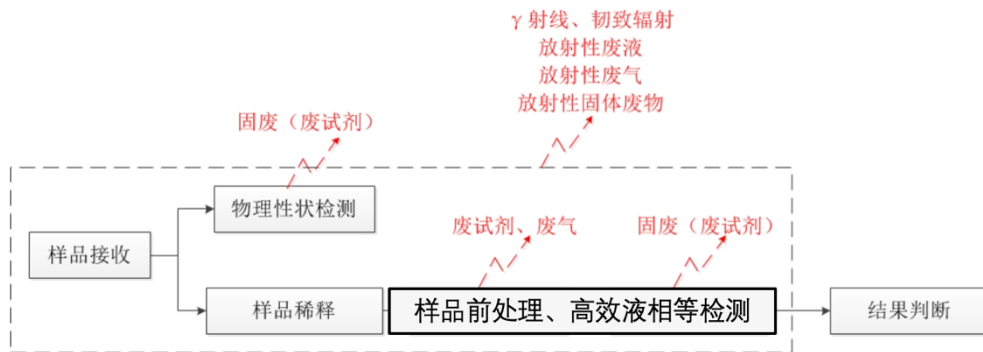 γ射线、韧致辐射
放射性废液
放射性废气
放射性固体废物
固废（废试剂）
物理性状检测
废试剂、废气
固废（废试剂）
样品接收
样品稀释
样品前处理、高效液相等检测
结果判断